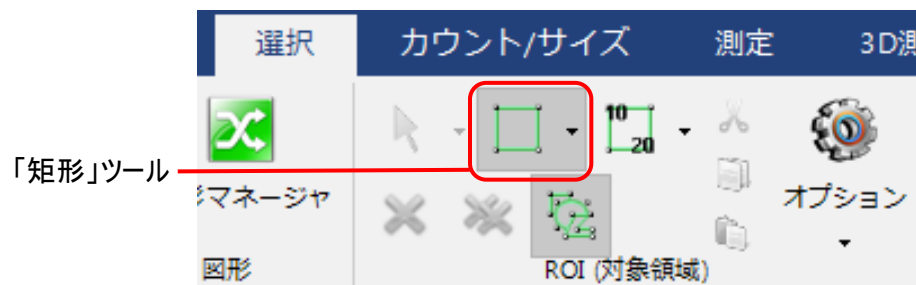 選択 カウント/サイズ 測定 3D測
10
20
「矩形」ツール
マネージャ オプション
図形 ROI (対象領域)